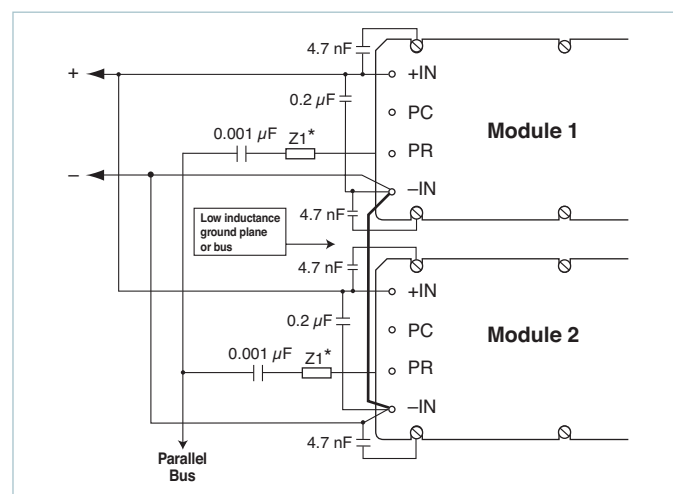 4.7 nF
+
+IN
0.2 µF
PC
Module 1
0.001 µF
Z1*
PR
–
–IN
4.7 nF
Low inductance
ground plane
or bus
4.7 nF
+IN
0.2 µF
PC
Module 2
0.001 µF
Z1*
PR
–IN
4.7 nF
Parallel
Bus